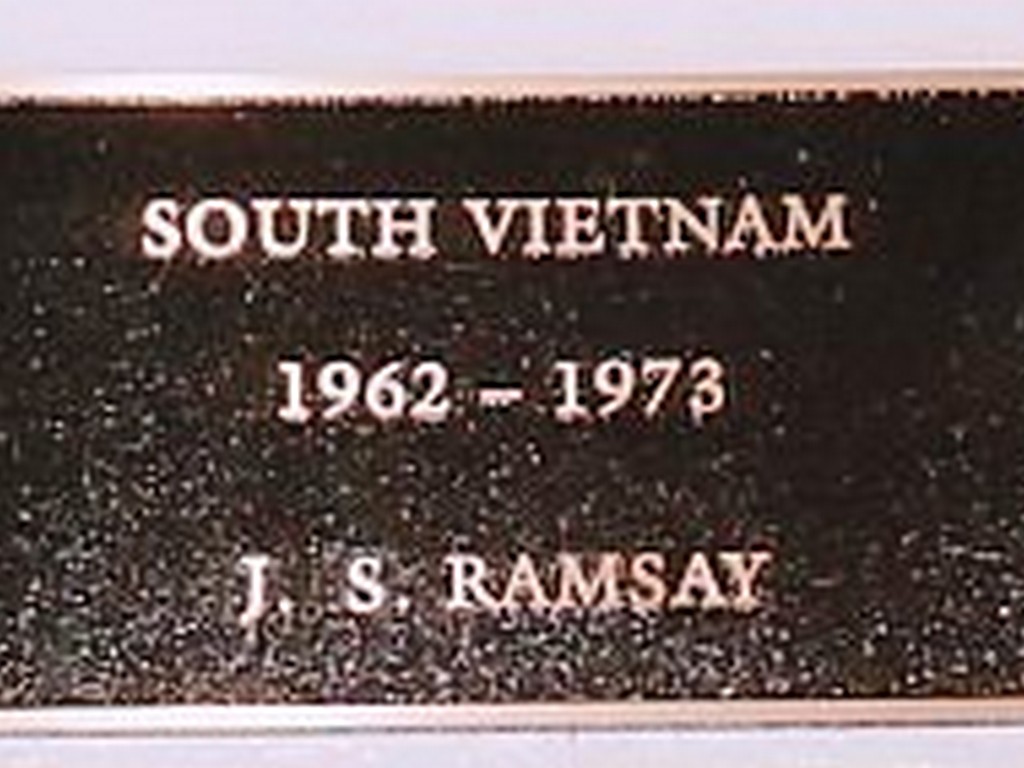 SOUTH VIETNAM
1962 – 1973
J. S. RAMSAY